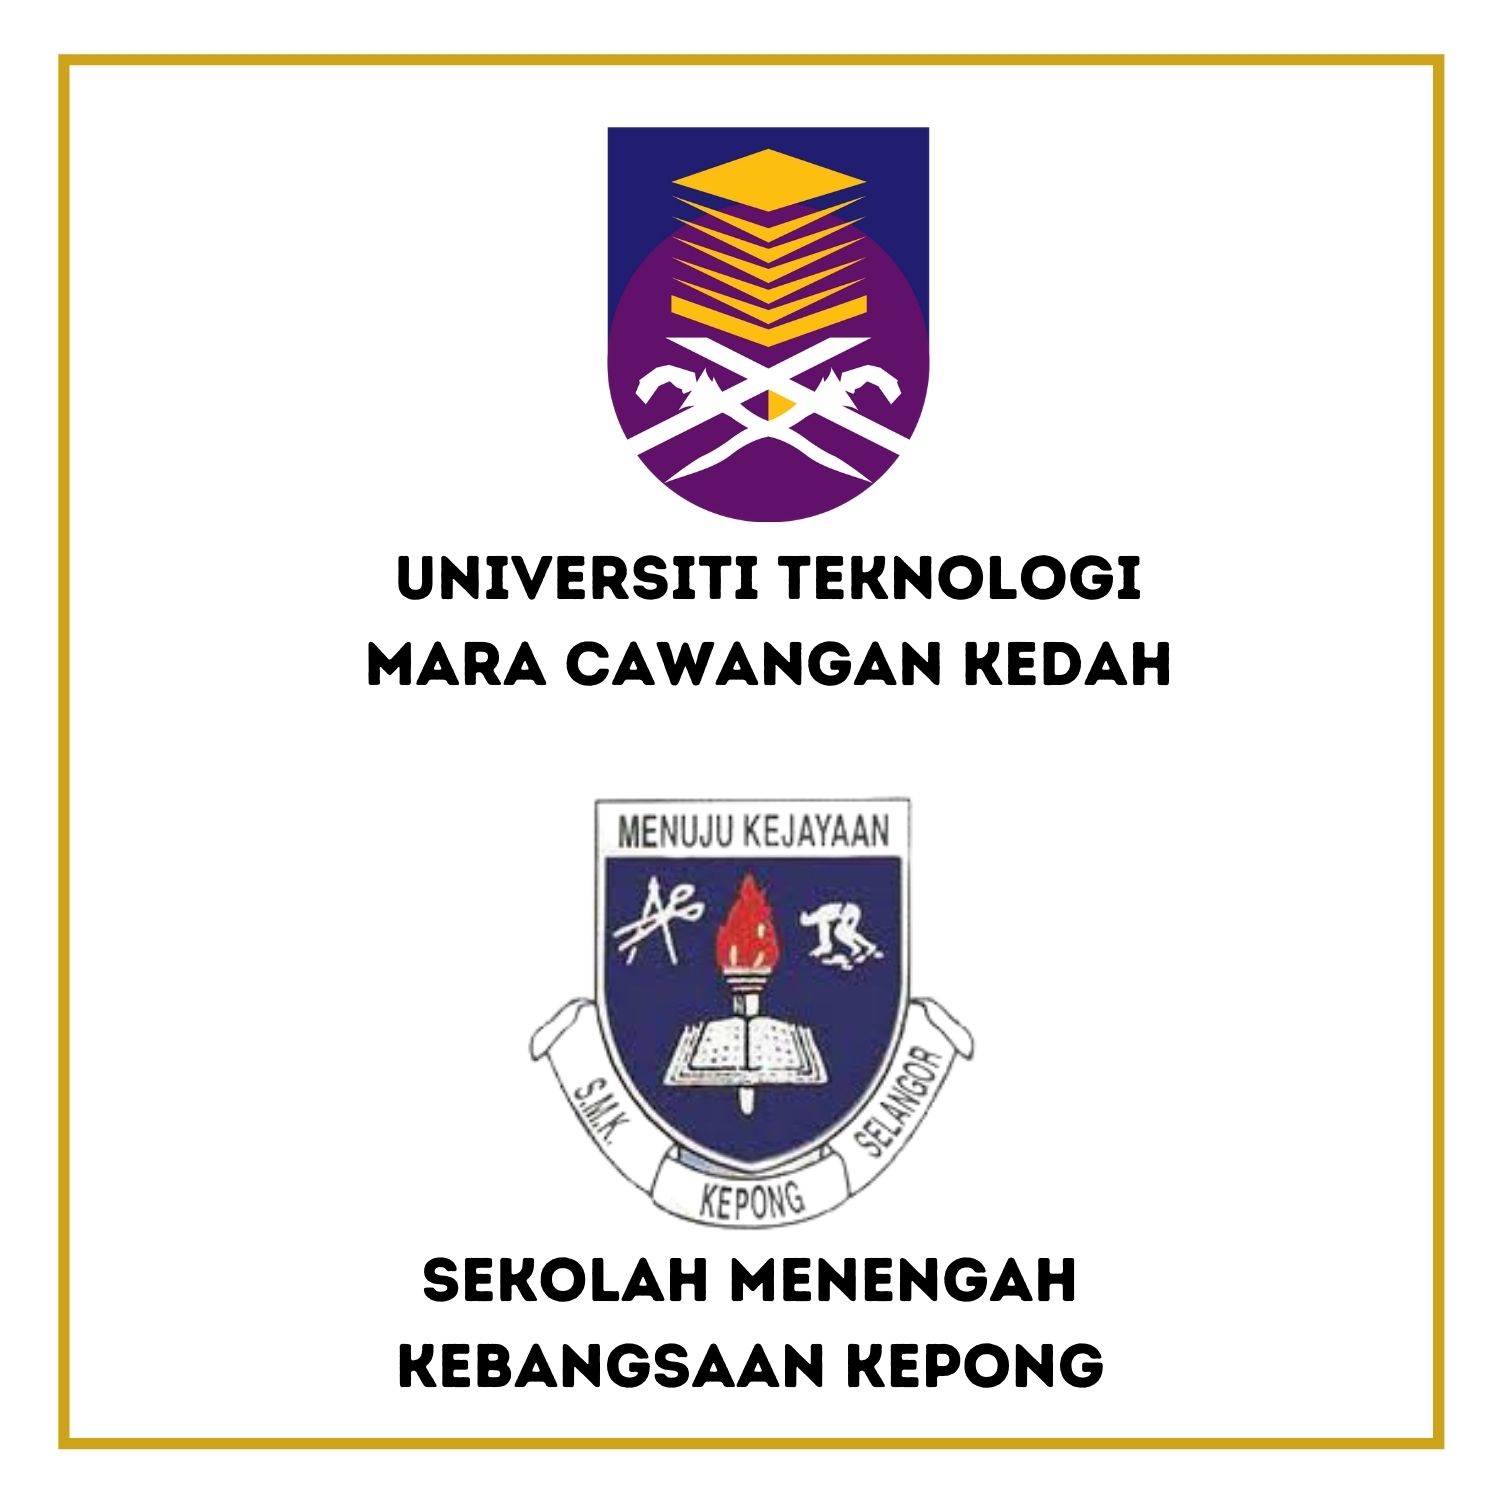 UNIVERSITI TEKNOLOGI
MARA CAWANGAN KEDAH
MENUJU KEJAYAAN
S.M.K.
KEPONG
SELANGOR
SEKOLAH MENENGAH
KEBANGSAAN KEPONG